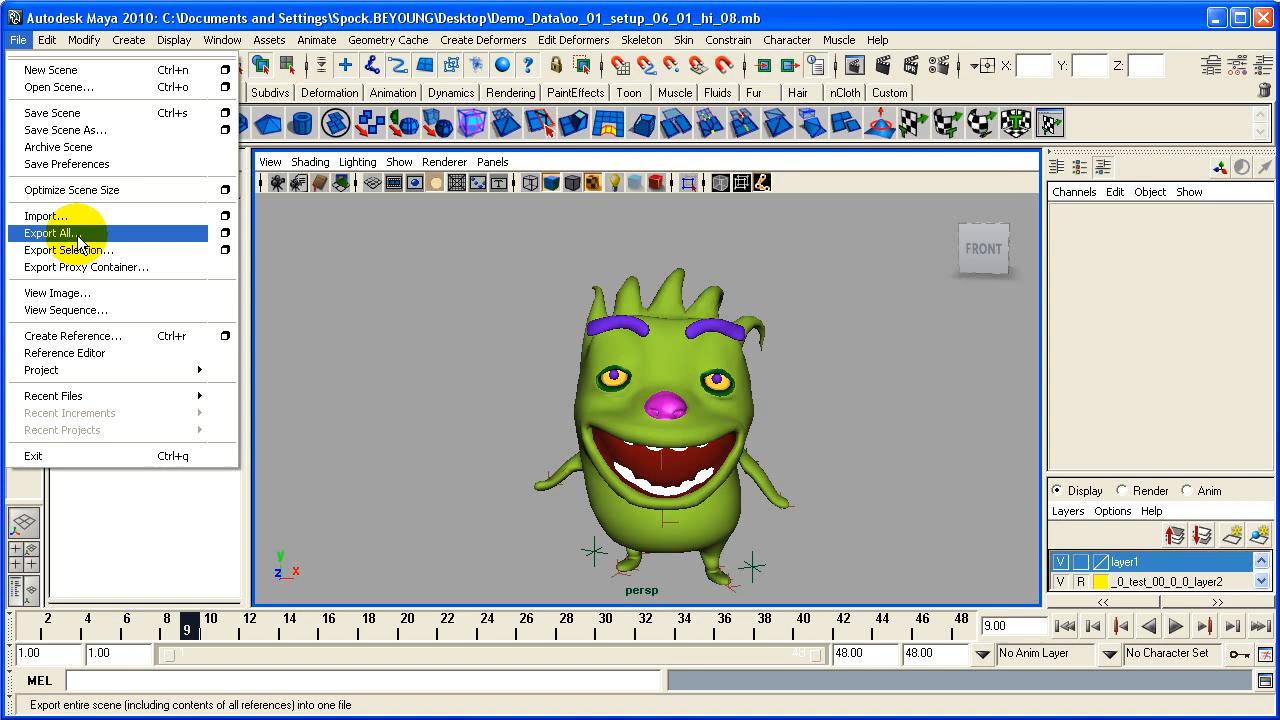 Autodesk Maya 2010: C:\Documents and Settings\Spock.BEYOUNG\Desktop\Demo_Data\oo_01_setup_06_01_hi_08.mb
File Edit Modify Create Display Window Assets Animate Geometry Cache Create Deformers Edit Deformers Skeleton Skin Constrain Character Muscle Help
X: Y: Z:
Subdivs Deformation Animation Dynamics Rendering PaintEffects Toon Muscle Fluids Fur Hair nCloth Custom
New Scene Ctrl+n
Open Scene... Ctrl+o
Save Scene Ctrl+s
Save Scene As...
Archive Scene
Save Preferences
Optimize Scene Size
Import...
Export All...
Export Selection...
Export Proxy Container...
View Image...
View Sequence...
Create Reference... Ctrl+r
Reference Editor
Project
Recent Files
Recent Increments
Recent Projects
Exit Ctrl+q
View Shading Lighting Show Renderer Panels
FRONT
y
z x
persp
Channels Edit Object Show
Display Render Anim
Layers Options Help
V layer1
V R _0_test_00_0_0_layer2
<< >>
2 4 6 8 10 12 14 16 18 20 22 24 26 28 30 32 34 36 38 40 42 44 46 48
9
9.00
1.00 1.00 48 48.00 48.00 No Anim Layer No Character Set
MEL
Export entire scene (including contents of all references) into one file